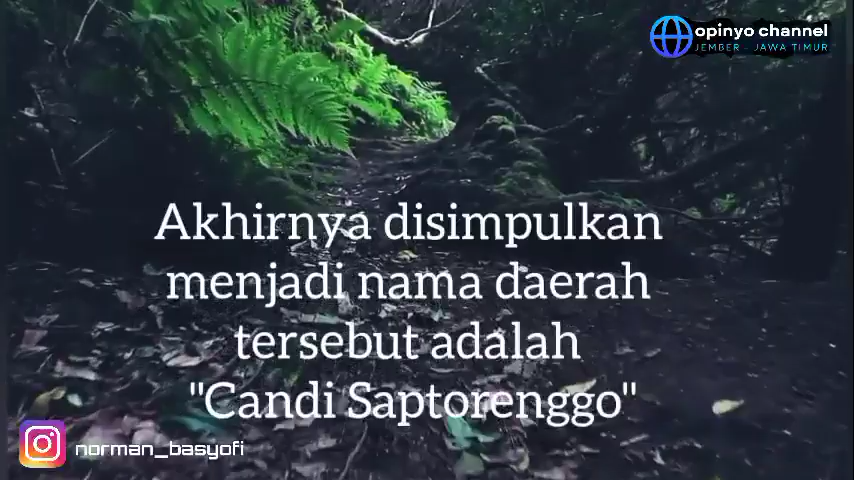 opinyo channel
JEMBER - JAWA TIMUR
Akhirnya disimpulkan
menjadi nama daerah
tersebut adalah
"Candi Saptorenggo"
norman_basyofi